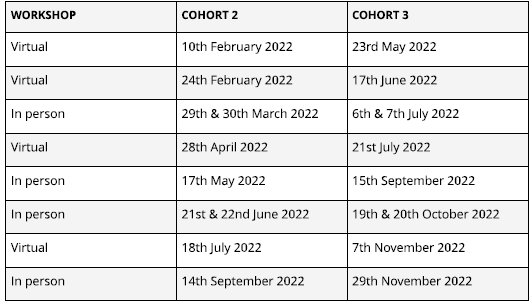 WORKSHOP COHORT 2 COHORT 3
Virtual 10th February 2022 23rd May 2022
Virtual 24th February 2022 17th June 2022
In person 29th & 30th March 2022 6th & 7th July 2022
Virtual 28th April 2022 21st July 2022
In person 17th May 2022 15th September 2022
In person 21st & 22nd June 2022 19th & 20th October 2022
Virtual 18th July 2022 7th November 2022
In person 14th September 2022 29th November 2022